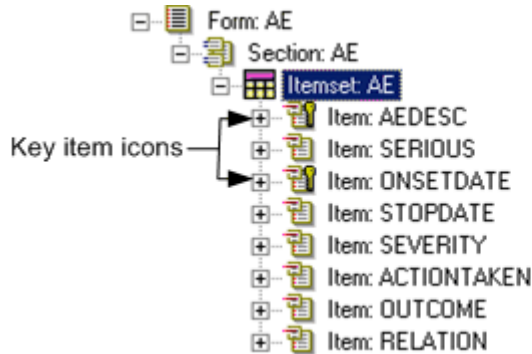 Form: AE
Section: AE
Itemset: AE
Item: AEDESC
Key item icons
Item: SERIOUS
Item: ONSETDATE
Item: STOPDATE
Item: SEVERITY
Item: ACTIONTAKEN
Item: OUTCOME
Item: RELATION